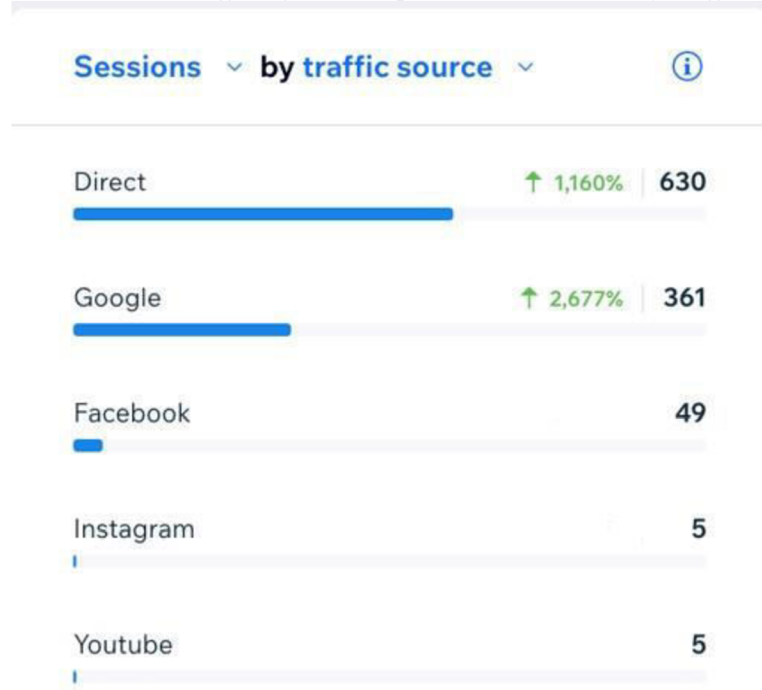 Sessions by traffic source
Direct ↑ 1,160% 630
Google ↑ 2,677% 361
Facebook 49
Instagram 5
Youtube 5